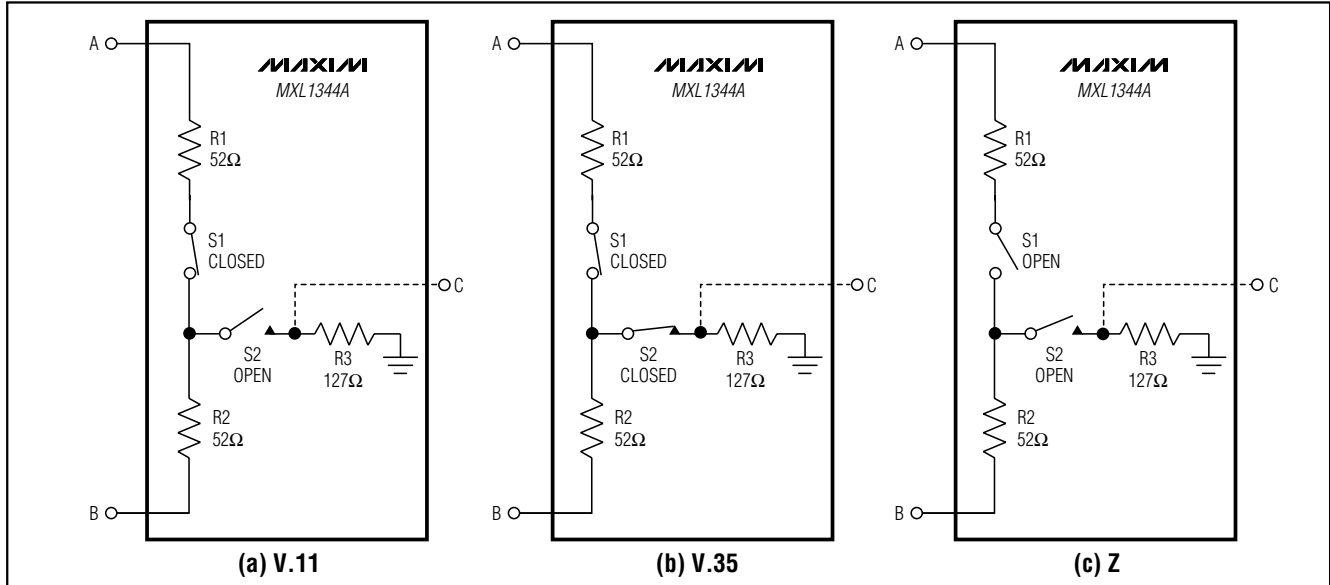 A
MAXIM
MXL1344A
R1
52Ω
S1
CLOSED
C
S2
OPEN
R3
127Ω
R2
52Ω
B
(a) V.11
A
MAXIM
MXL1344A
R1
52Ω
S1
CLOSED
C
S2
CLOSED
R3
127Ω
R2
52Ω
B
(b) V.35
A
MAXIM
MXL1344A
R1
52Ω
S1
OPEN
C
S2
OPEN
R3
127Ω
R2
52Ω
B
(c) Z